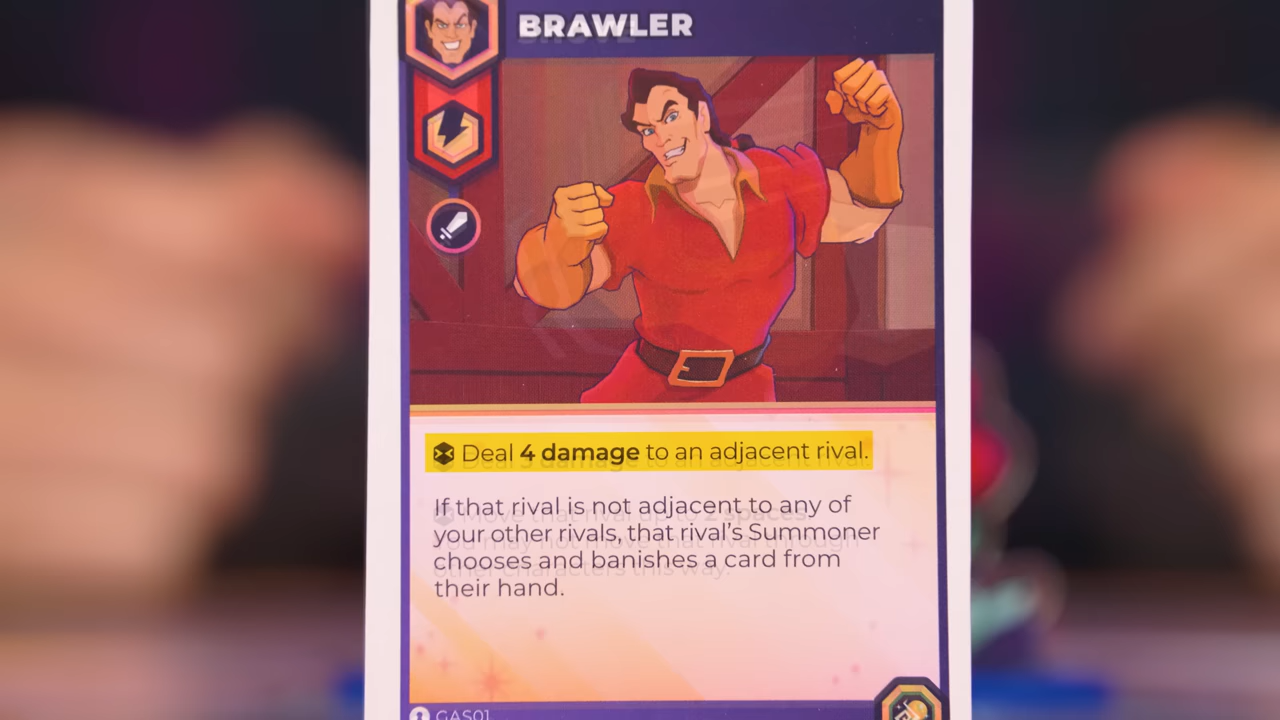 BRAWLER
Deal 4 damage to an adjacent rival.
If that rival is not adjacent to any of
your other rivals, that rival's Summoner
chooses and banishes a card from
their hand.
GAS01